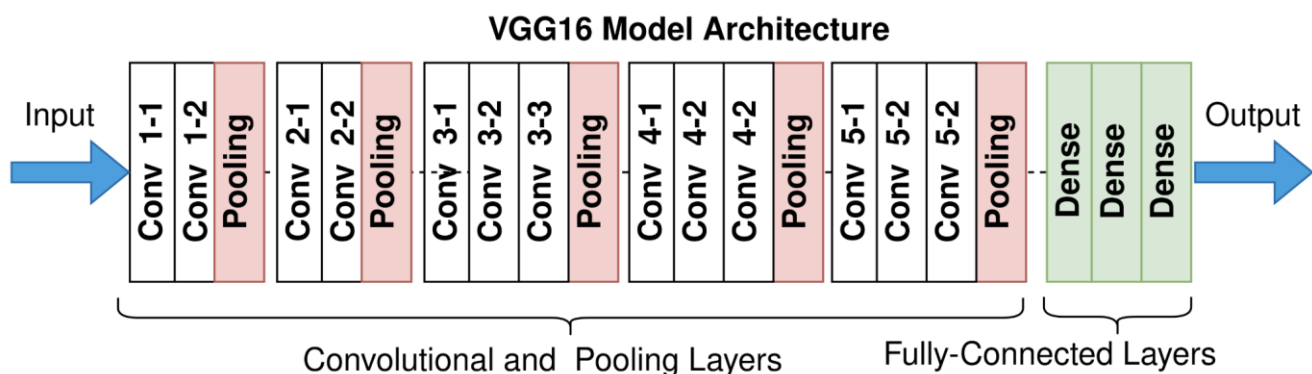 VGG16 Model Architecture
Input
Conv 1-1
Conv 1-2
Pooling
Conv 2-1
Conv 2-2
Pooling
Conv 3-1
Conv 3-2
Conv 3-3
Pooling
Conv 4-1
Conv 4-2
Conv 4-2
Pooling
Conv 5-1
Conv 5-2
Conv 5-2
Pooling
Dense
Dense
Dense
Output
Convolutional and Pooling Layers
Fully-Connected Layers